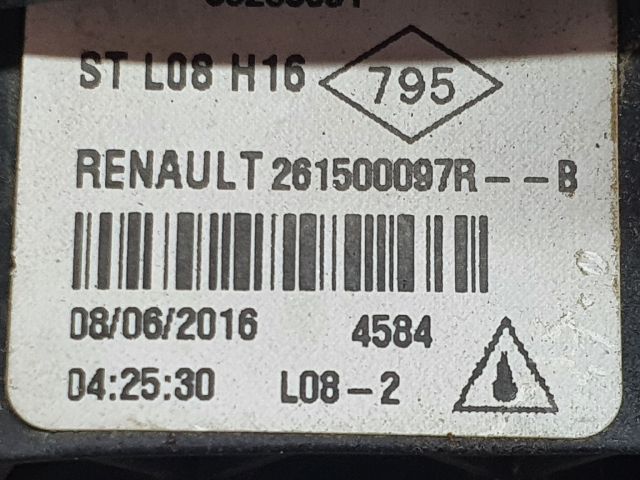 ST L08 H16 795
RENAULT 261500097R--B
08/06/2016 4584
04:25:30 L08-2